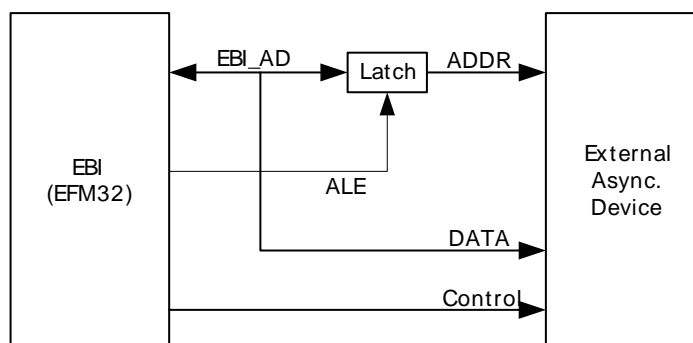 EBI_AD
Latch
ADDR
EBI
(EFM32)
ALE
External
Async.
Device
DATA
Control